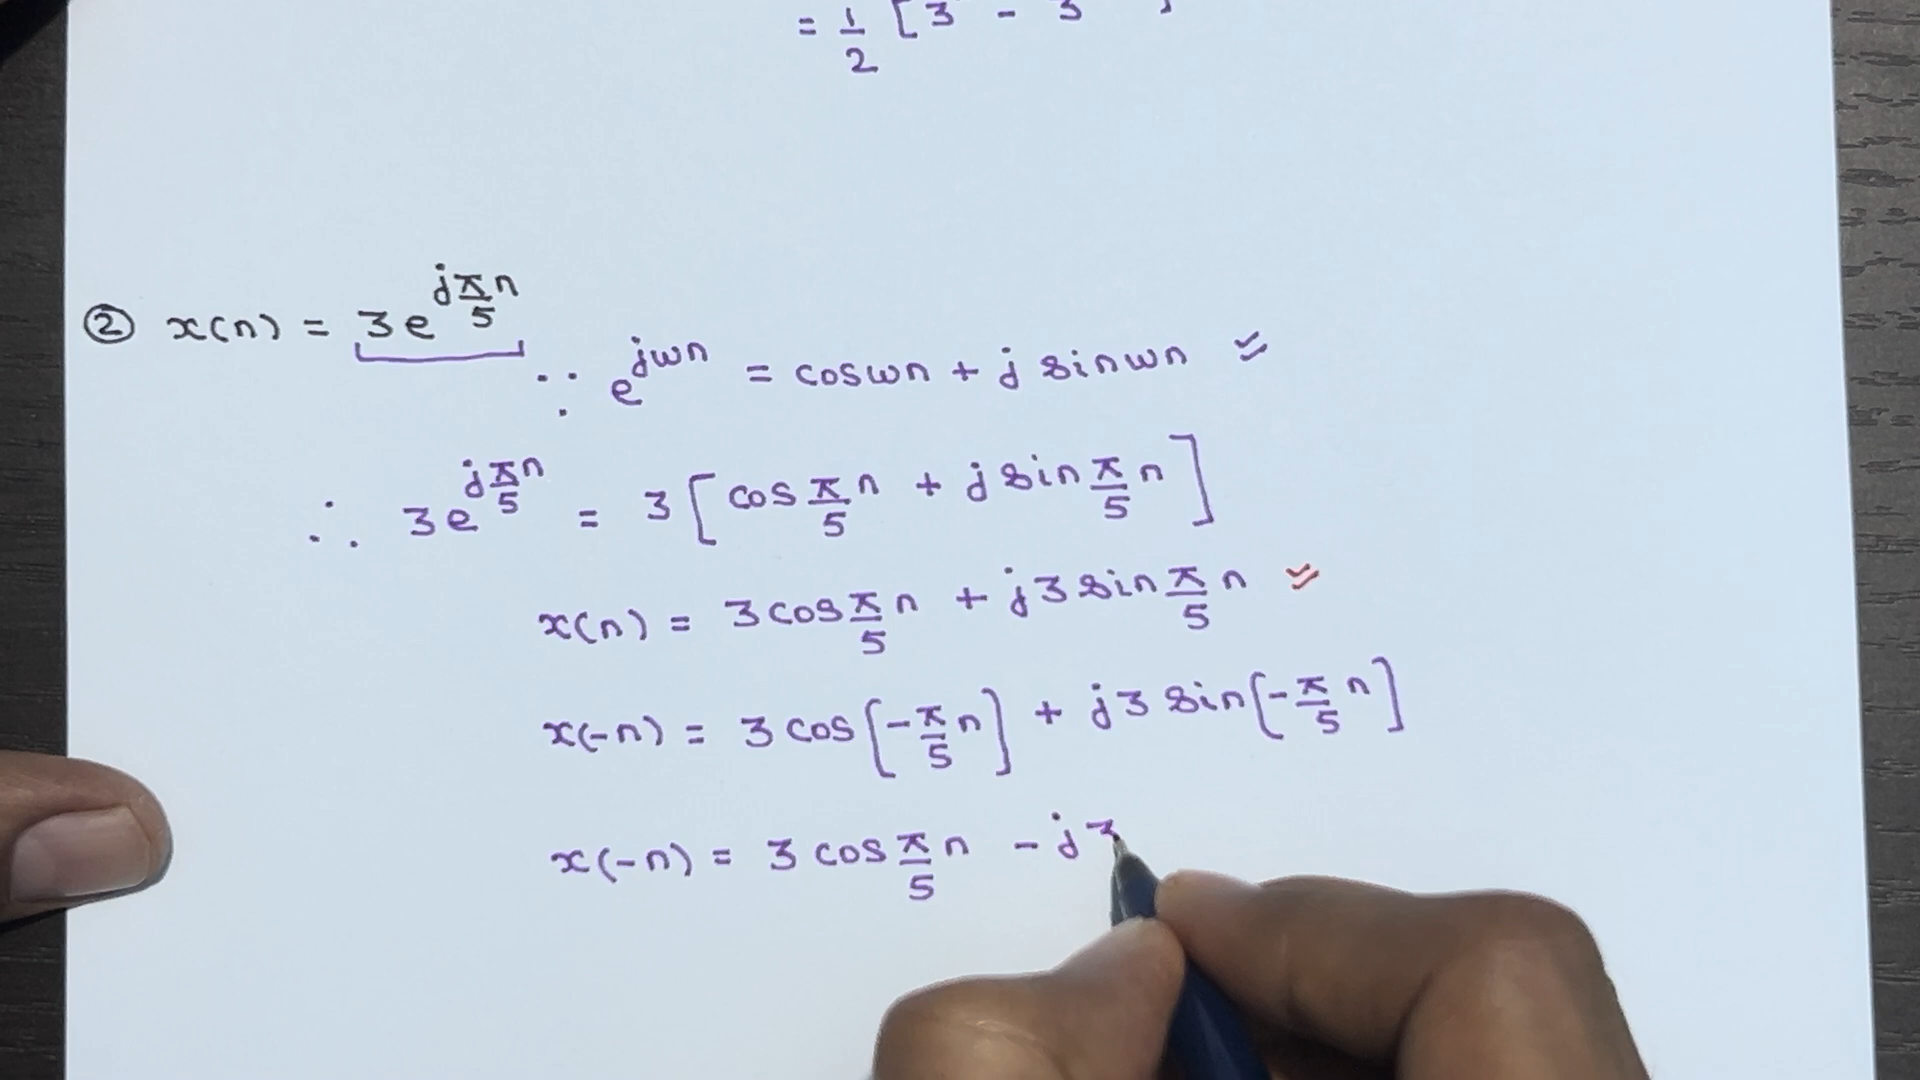 = 1/2 [3 - 3 ]
② x(n) = 3e^{jπ/5 n}
∵ e^{jwn} = coswn + j sinwn
∴ 3e^{jπ/5 n} = 3[cos π/5 n + j sin π/5 n]
x(n) = 3cos π/5 n + j3 sin π/5 n
x(-n) = 3 cos[-π/5 n] + j3 sin[-π/5 n]
x(-n) = 3 cos π/5 n - j3